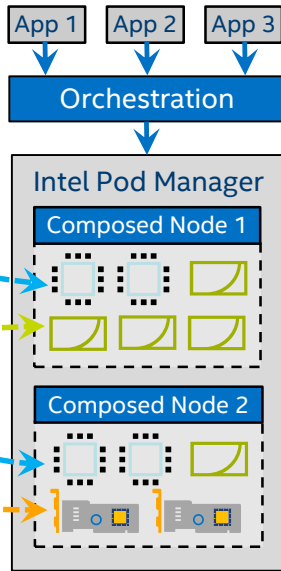 App 1 App 2 App 3
Orchestration
Intel Pod Manager
Composed Node 1
Composed Node 2